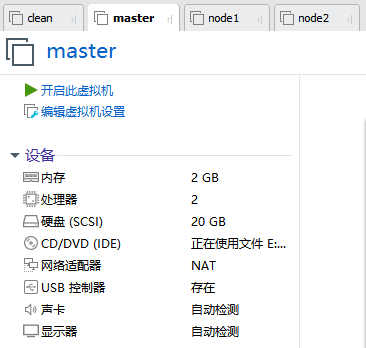 clean master node1 node2
master
开启此虚拟机
编辑虚拟机设置
设备
内存 2 GB
处理器 2
硬盘 (SCSI) 20 GB
CD/DVD (IDE) 正在使用文件 E:...
网络适配器 NAT
USB 控制器 存在
声卡 自动检测
显示器 自动检测